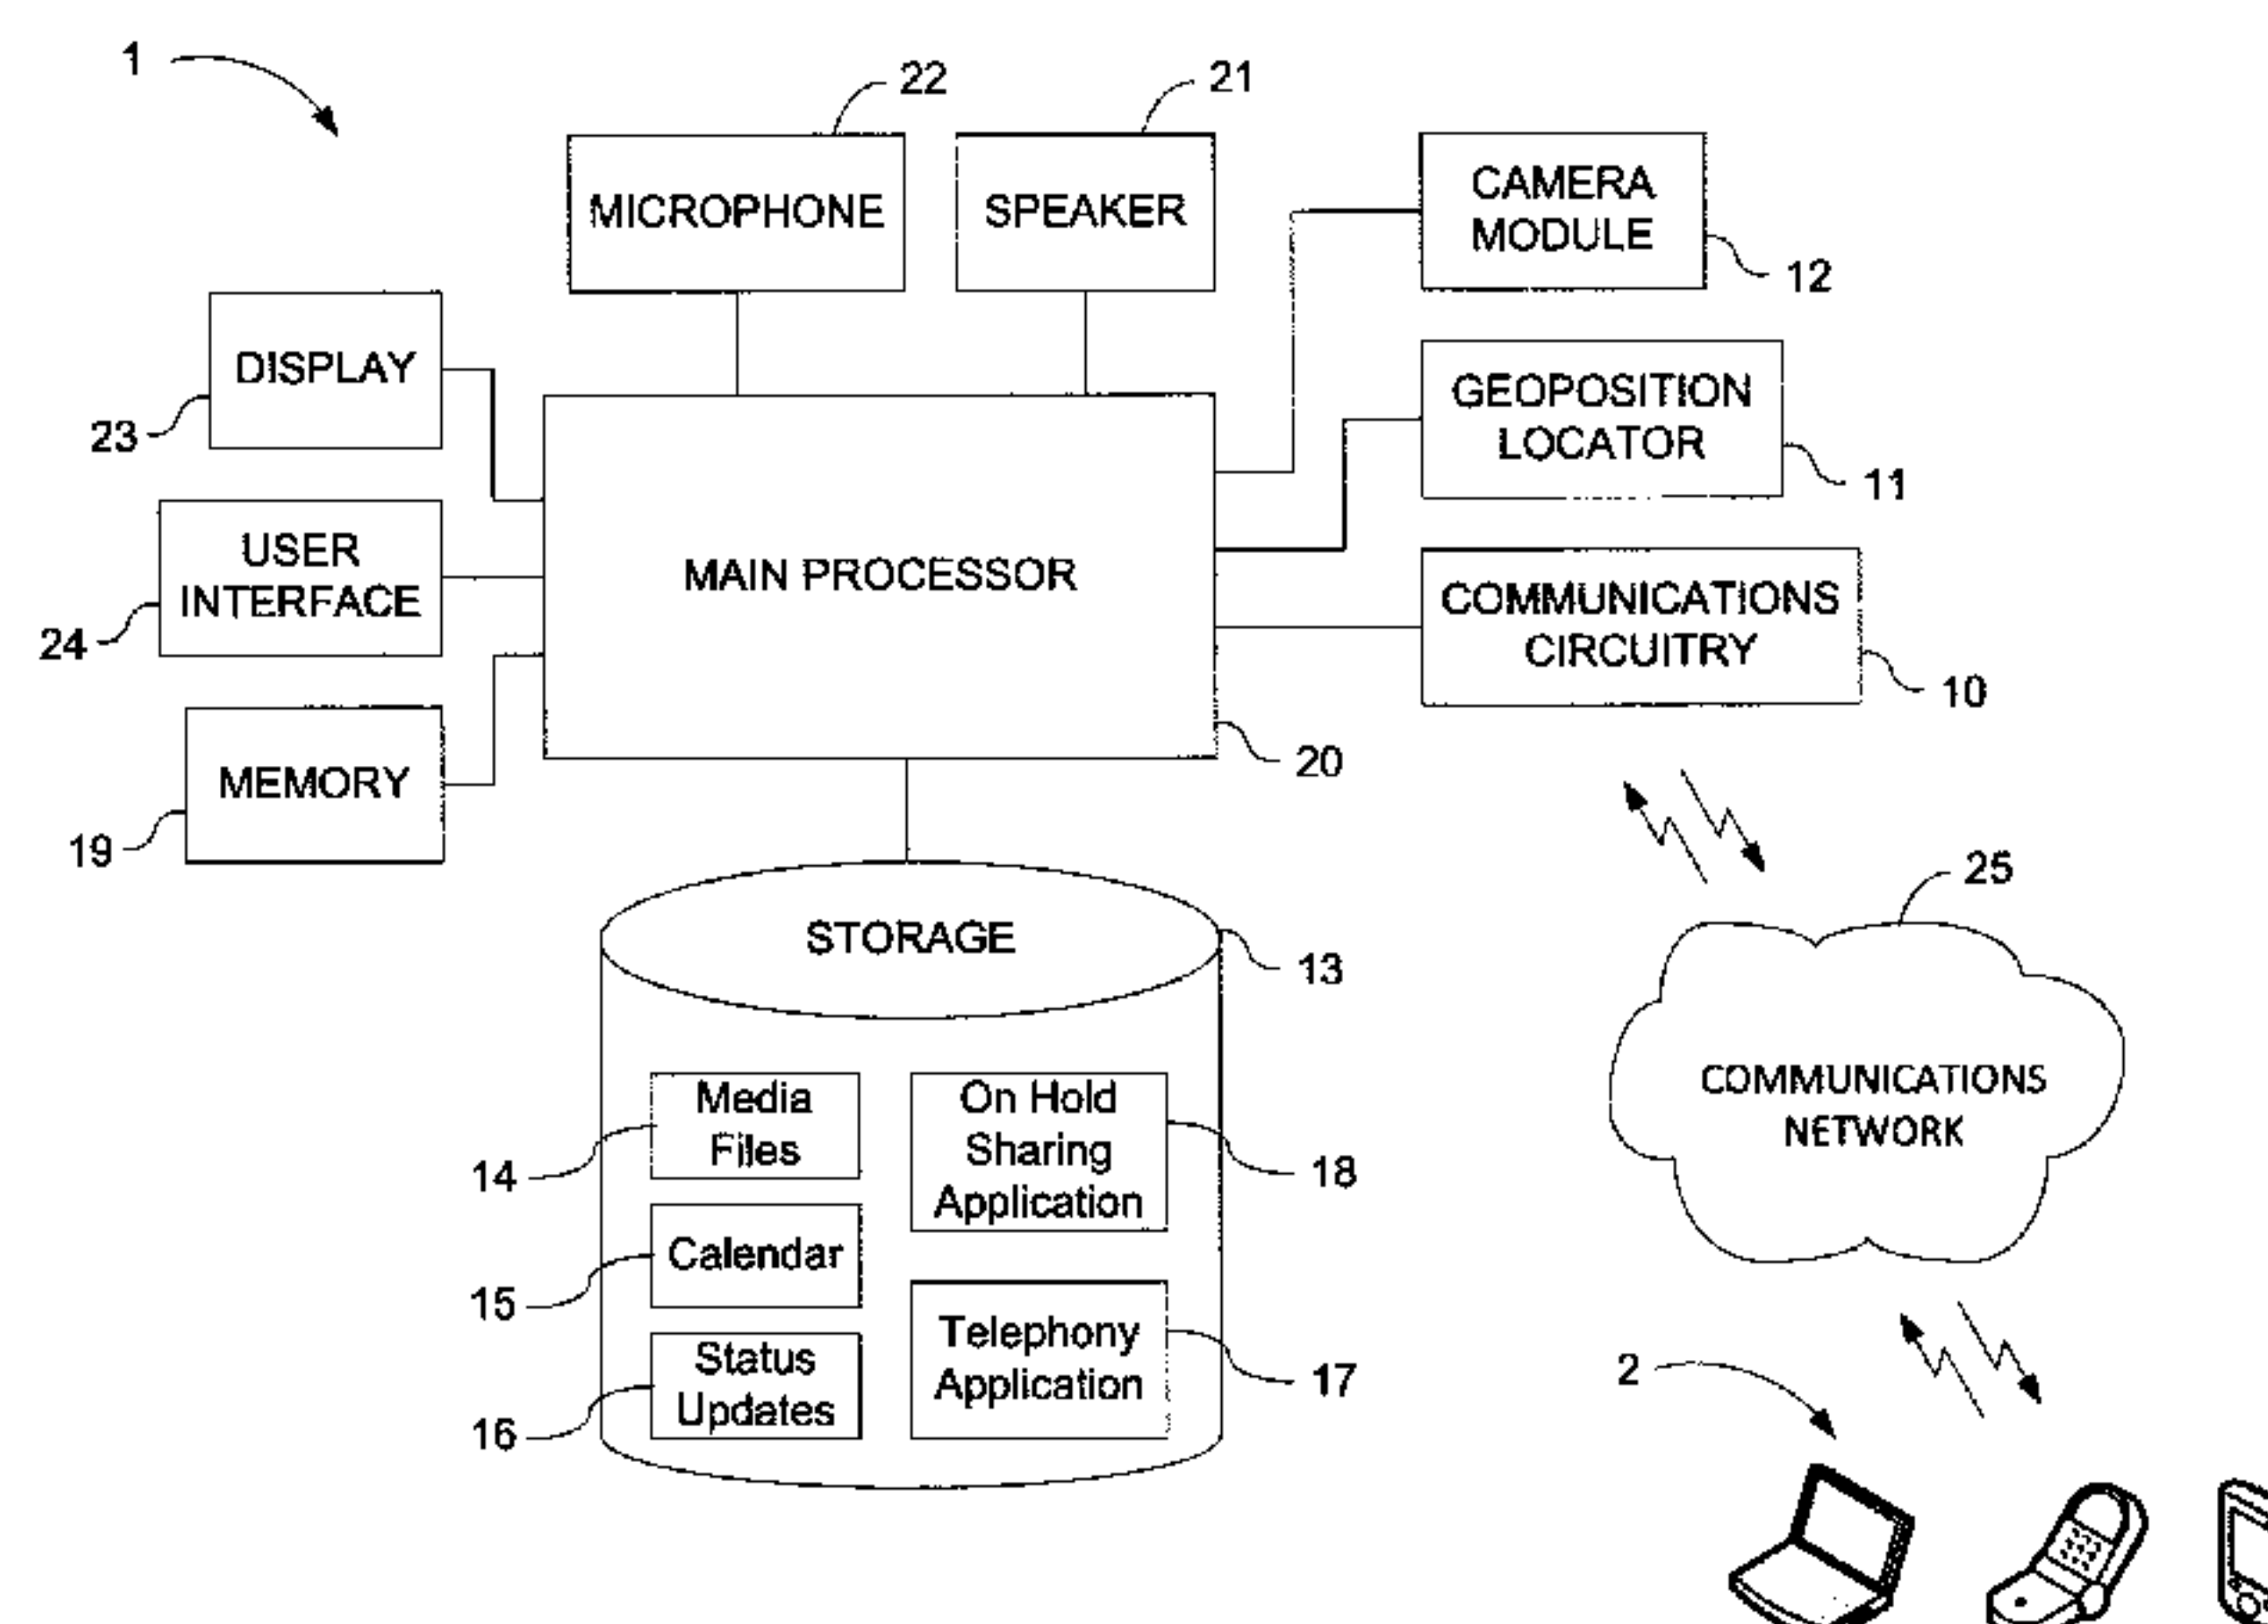 1
22
21
MICROPHONE
SPEAKER
CAMERA
MODULE
12
DISPLAY
23
GEOPOSITION
LOCATOR
11
USER
INTERFACE
24
MAIN PROCESSOR
COMMUNICATIONS
CIRCUITRY
10
20
MEMORY
19
25
STORAGE
13
COMMUNICATIONS
NETWORK
Media
Files
14
On Hold
Sharing
Application
18
Calendar
15
Telephony
Application
17
Status
Updates
16
2